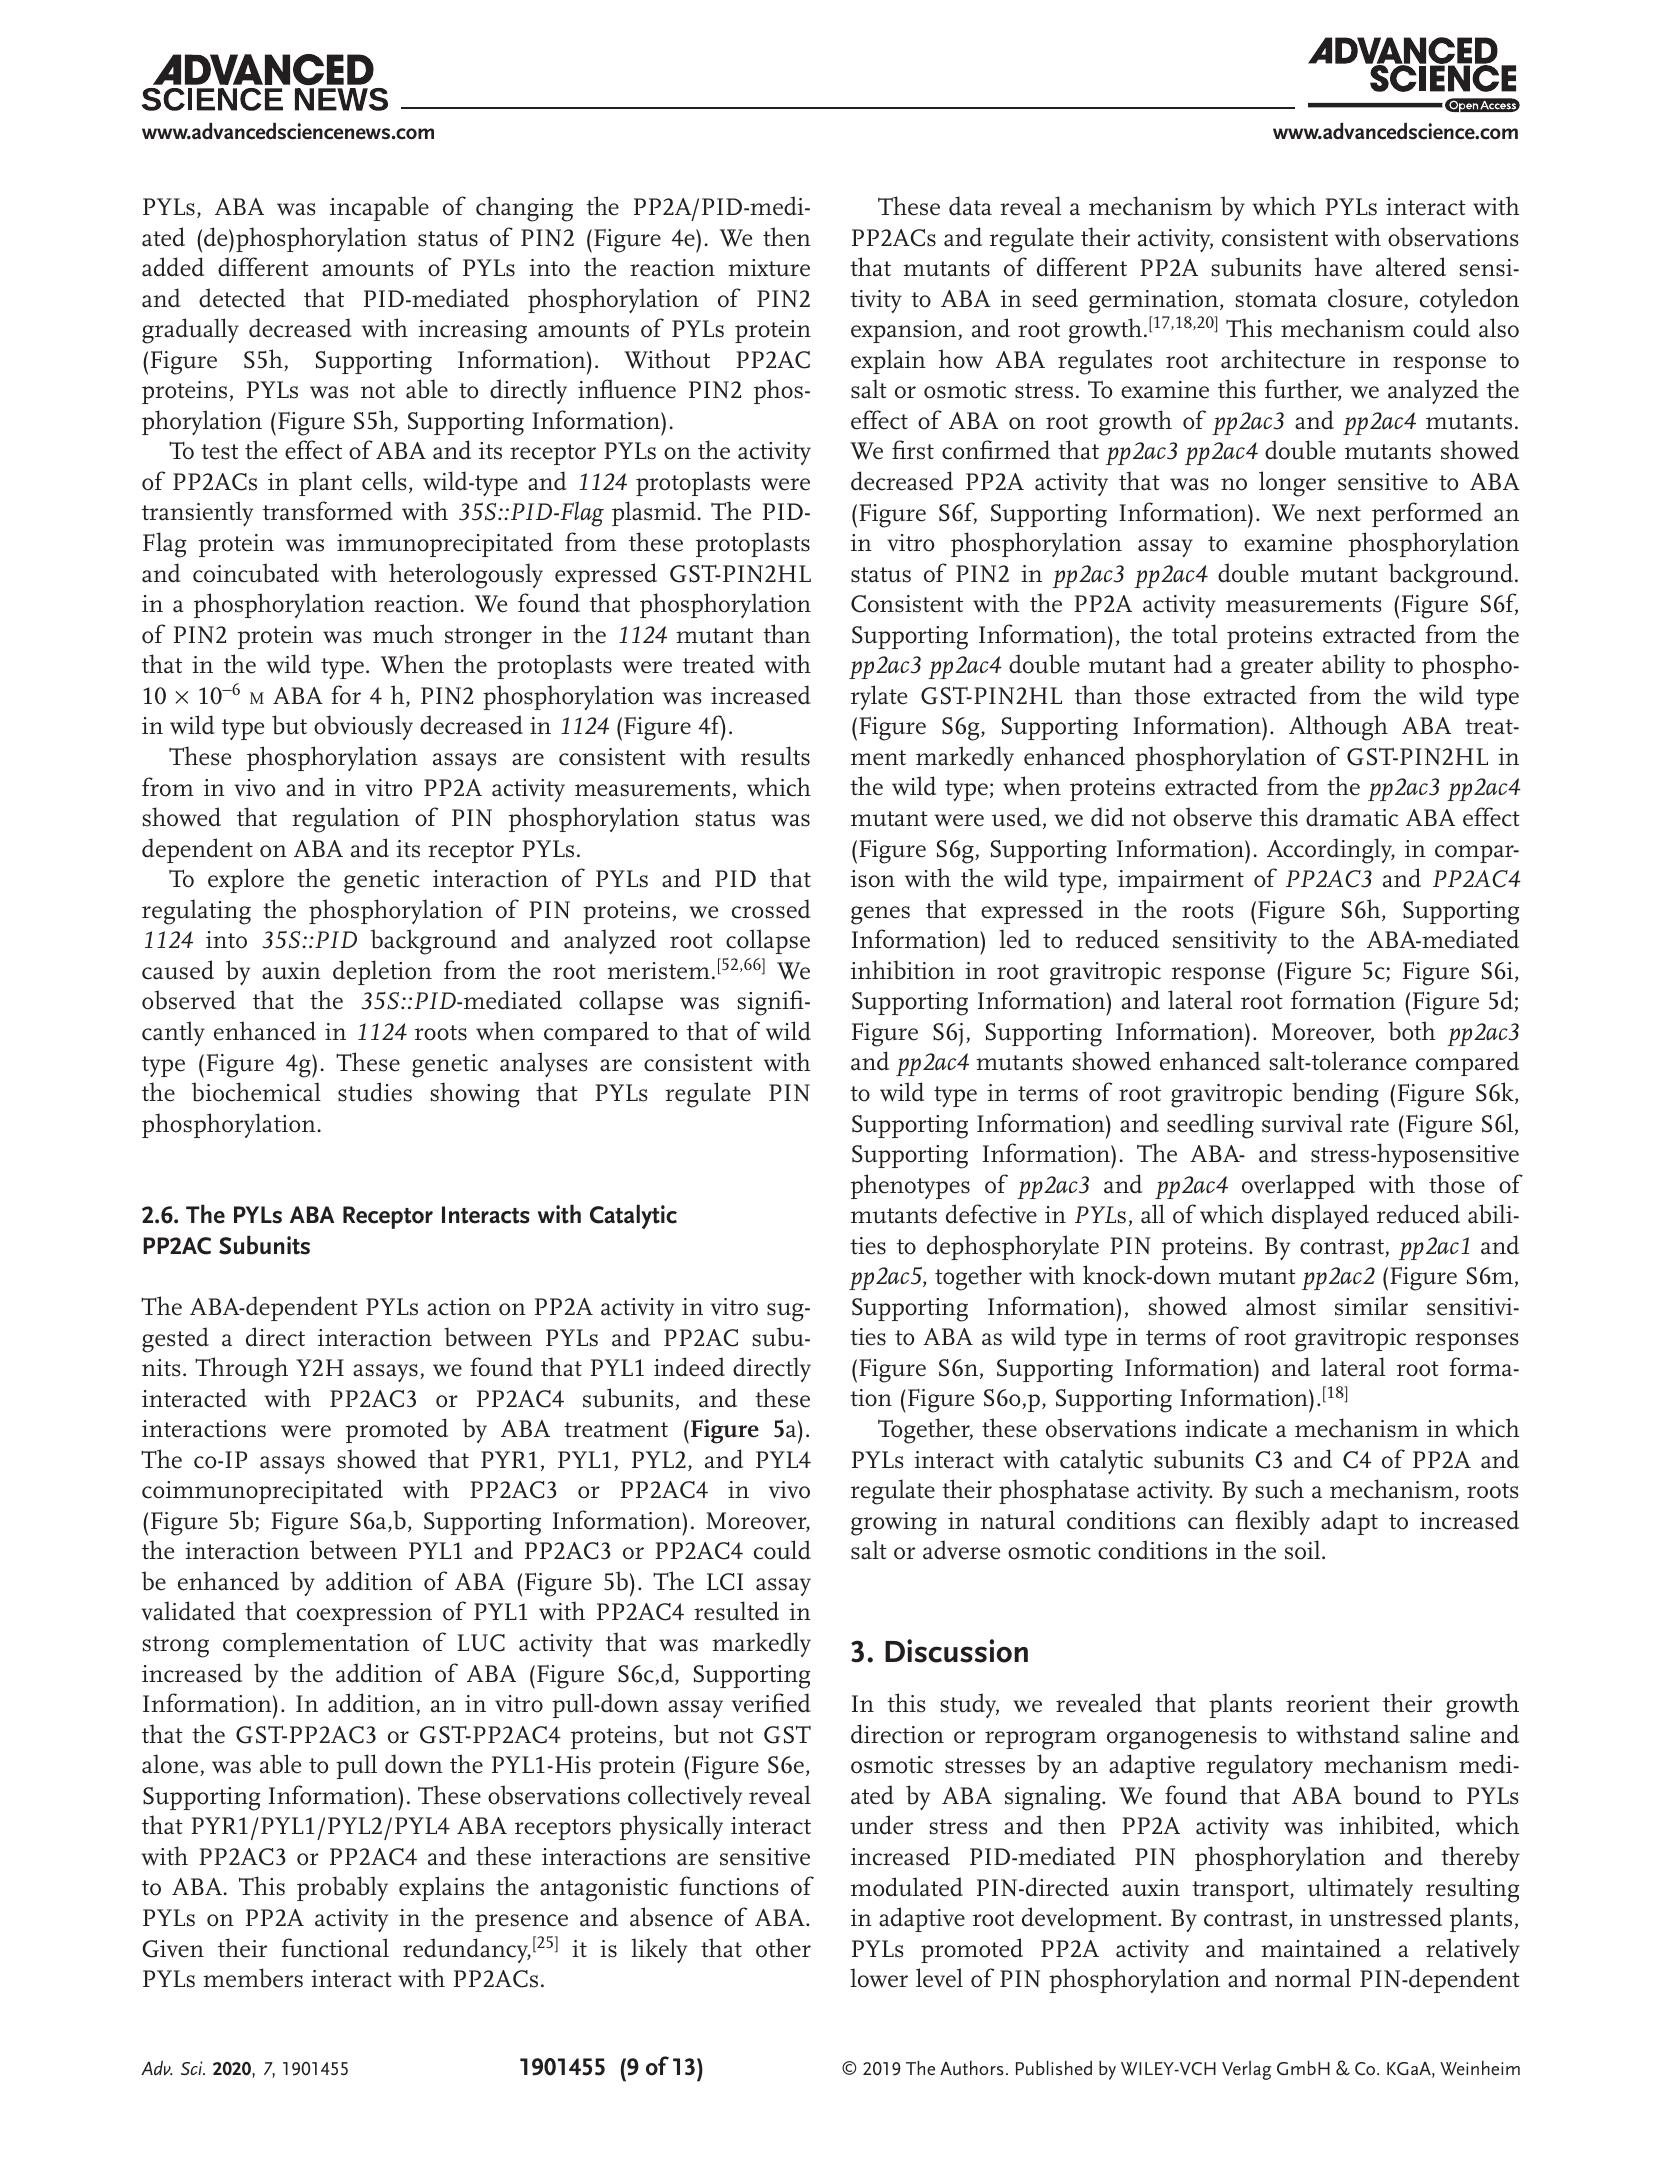 ADVANCED
SCIENCE NEWS
www.advancedsciencenews.com
ADVANCED
SCIENCE
Open Access
www.advancedscience.com
PYLs, ABA was incapable of changing the PP2A/PID-medi-
ated (de)phosphorylation status of PIN2 (Figure 4e). We then
added different amounts of PYLs into the reaction mixture
and detected that PID-mediated phosphorylation of PIN2
gradually decreased with increasing amounts of PYLs protein
(Figure S5h, Supporting Information). Without PP2AC
proteins, PYLs was not able to directly influence PIN2 phos-
phorylation (Figure S5h, Supporting Information).
To test the effect of ABA and its receptor PYLs on the activity
of PP2ACs in plant cells, wild-type and 1124 protoplasts were
transiently transformed with 35S::PID-Flag plasmid. The PID-
Flag protein was immunoprecipitated from these protoplasts
and coincubated with heterologously expressed GST-PIN2HL
in a phosphorylation reaction. We found that phosphorylation
of PIN2 protein was much stronger in the 1124 mutant than
that in the wild type. When the protoplasts were treated with
10 × 10⁻⁶ M ABA for 4 h, PIN2 phosphorylation was increased
in wild type but obviously decreased in 1124 (Figure 4f).
These phosphorylation assays are consistent with results
from in vivo and in vitro PP2A activity measurements, which
showed that regulation of PIN phosphorylation status was
dependent on ABA and its receptor PYLs.
To explore the genetic interaction of PYLs and PID that
regulating the phosphorylation of PIN proteins, we crossed
1124 into 35S::PID background and analyzed root collapse
caused by auxin depletion from the root meristem.[52,66] We
observed that the 35S::PID-mediated collapse was signifi-
cantly enhanced in 1124 roots when compared to that of wild
type (Figure 4g). These genetic analyses are consistent with
the biochemical studies showing that PYLs regulate PIN
phosphorylation.
2.6. The PYLs ABA Receptor Interacts with Catalytic
PP2AC Subunits
The ABA-dependent PYLs action on PP2A activity in vitro sug-
gested a direct interaction between PYLs and PP2AC subu-
nits. Through Y2H assays, we found that PYL1 indeed directly
interacted with PP2AC3 or PP2AC4 subunits, and these
interactions were promoted by ABA treatment (Figure 5a).
The co-IP assays showed that PYR1, PYL1, PYL2, and PYL4
coimmunoprecipitated with PP2AC3 or PP2AC4 in vivo
(Figure 5b; Figure S6a,b, Supporting Information). Moreover,
the interaction between PYL1 and PP2AC3 or PP2AC4 could
be enhanced by addition of ABA (Figure 5b). The LCI assay
validated that coexpression of PYL1 with PP2AC4 resulted in
strong complementation of LUC activity that was markedly
increased by the addition of ABA (Figure S6c,d, Supporting
Information). In addition, an in vitro pull-down assay verified
that the GST-PP2AC3 or GST-PP2AC4 proteins, but not GST
alone, was able to pull down the PYL1-His protein (Figure S6e,
Supporting Information). These observations collectively reveal
that PYR1/PYL1/PYL2/PYL4 ABA receptors physically interact
with PP2AC3 or PP2AC4 and these interactions are sensitive
to ABA. This probably explains the antagonistic functions of
PYLs on PP2A activity in the presence and absence of ABA.
Given their functional redundancy,[25] it is likely that other
PYLs members interact with PP2ACs.
These data reveal a mechanism by which PYLs interact with
PP2ACs and regulate their activity, consistent with observations
that mutants of different PP2A subunits have altered sensi-
tivity to ABA in seed germination, stomata closure, cotyledon
expansion, and root growth.[17,18,20] This mechanism could also
explain how ABA regulates root architecture in response to
salt or osmotic stress. To examine this further, we analyzed the
effect of ABA on root growth of pp2ac3 and pp2ac4 mutants.
We first confirmed that pp2ac3 pp2ac4 double mutants showed
decreased PP2A activity that was no longer sensitive to ABA
(Figure S6f, Supporting Information). We next performed an
in vitro phosphorylation assay to examine phosphorylation
status of PIN2 in pp2ac3 pp2ac4 double mutant background.
Consistent with the PP2A activity measurements (Figure S6f,
Supporting Information), the total proteins extracted from the
pp2ac3 pp2ac4 double mutant had a greater ability to phospho-
rylate GST-PIN2HL than those extracted from the wild type
(Figure S6g, Supporting Information). Although ABA treat-
ment markedly enhanced phosphorylation of GST-PIN2HL in
the wild type; when proteins extracted from the pp2ac3 pp2ac4
mutant were used, we did not observe this dramatic ABA effect
(Figure S6g, Supporting Information). Accordingly, in compar-
ison with the wild type, impairment of PP2AC3 and PP2AC4
genes that expressed in the roots (Figure S6h, Supporting
Information) led to reduced sensitivity to the ABA-mediated
inhibition in root gravitropic response (Figure 5c; Figure S6i,
Supporting Information) and lateral root formation (Figure 5d;
Figure S6j, Supporting Information). Moreover, both pp2ac3
and pp2ac4 mutants showed enhanced salt-tolerance compared
to wild type in terms of root gravitropic bending (Figure S6k,
Supporting Information) and seedling survival rate (Figure S6l,
Supporting Information). The ABA- and stress-hyposensitive
phenotypes of pp2ac3 and pp2ac4 overlapped with those of
mutants defective in PYLs, all of which displayed reduced abili-
ties to dephosphorylate PIN proteins. By contrast, pp2ac1 and
pp2ac5, together with knock-down mutant pp2ac2 (Figure S6m,
Supporting Information), showed almost similar sensitivi-
ties to ABA as wild type in terms of root gravitropic responses
(Figure S6n, Supporting Information) and lateral root forma-
tion (Figure S6o,p, Supporting Information).[18]
Together, these observations indicate a mechanism in which
PYLs interact with catalytic subunits C3 and C4 of PP2A and
regulate their phosphatase activity. By such a mechanism, roots
growing in natural conditions can flexibly adapt to increased
salt or adverse osmotic conditions in the soil.
3. Discussion
In this study, we revealed that plants reorient their growth
direction or reprogram organogenesis to withstand saline and
osmotic stresses by an adaptive regulatory mechanism medi-
ated by ABA signaling. We found that ABA bound to PYLs
under stress and then PP2A activity was inhibited, which
increased PID-mediated PIN phosphorylation and thereby
modulated PIN-directed auxin transport, ultimately resulting
in adaptive root development. By contrast, in unstressed plants,
PYLs promoted PP2A activity and maintained a relatively
lower level of PIN phosphorylation and normal PIN-dependent
Adv. Sci. 2020, 7, 1901455
1901455 (9 of 13)
© 2019 The Authors. Published by WILEY-VCH Verlag GmbH & Co. KGaA, Weinheim